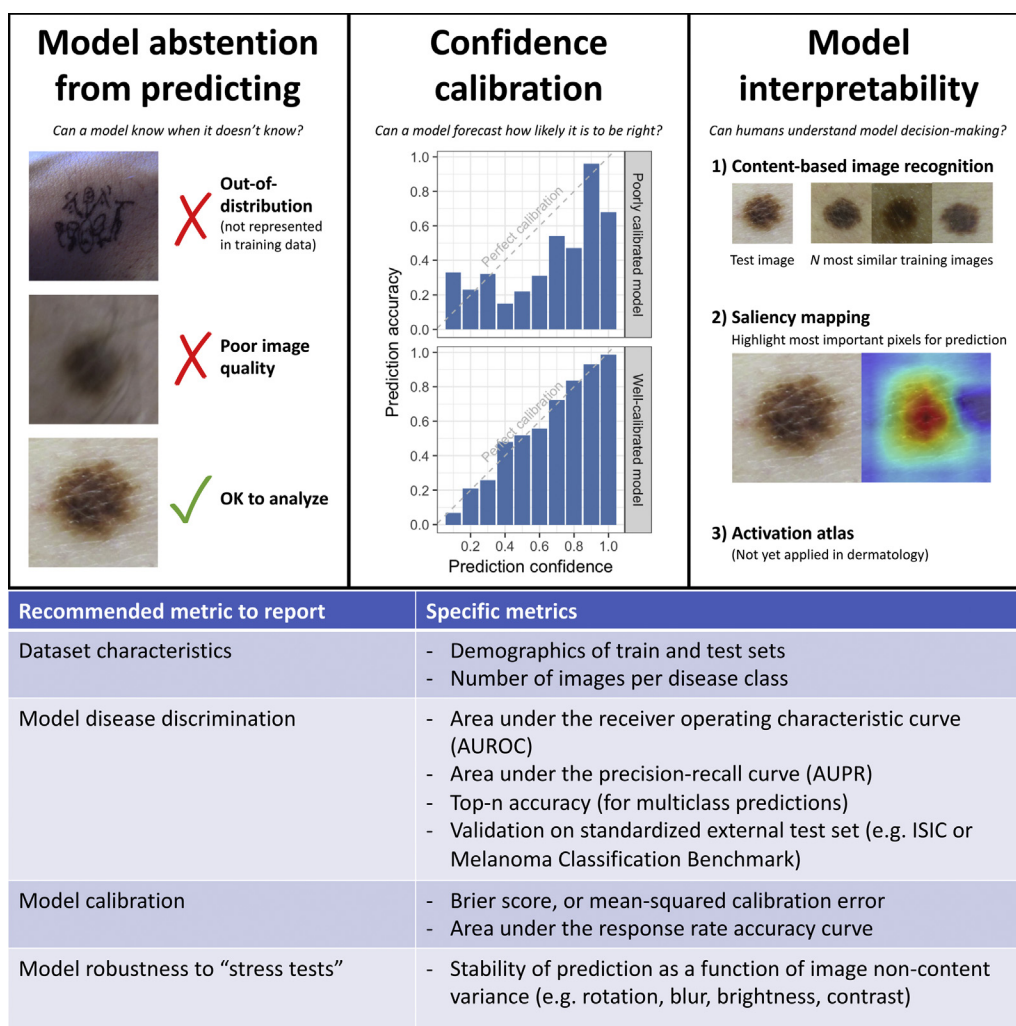 Model abstention
from predicting
Can a model know when it doesn't know?
Out-of-
distribution
(not represented
in training data)
Poor image
quality
OK to analyze
Confidence
calibration
Can a model forecast how likely it is to be right?
Prediction accuracy
1.0
0.8
0.6
0.4
0.2
0.0
Perfect calibration
Poorly calibrated model
1.0
0.8
0.6
0.4
0.2
0.0
Perfect calibration
Well-calibrated model
0.2 0.4 0.6 0.8 1.0
Prediction confidence
Model
interpretability
Can humans understand model decision-making?
1) Content-based image recognition
Test image
N most similar training images
2) Saliency mapping
Highlight most important pixels for prediction
3) Activation atlas
(Not yet applied in dermatology)
Recommended metric to report
Specific metrics
Dataset characteristics
- Demographics of train and test sets
- Number of images per disease class
Model disease discrimination
- Area under the receiver operating characteristic curve
(AUROC)
- Area under the precision-recall curve (AUPR)
- Top-n accuracy (for multiclass predictions)
- Validation on standardized external test set (e.g. ISIC or
Melanoma Classification Benchmark)
Model calibration
- Brier score, or mean-squared calibration error
- Area under the response rate accuracy curve
Model robustness to "stress tests"
- Stability of prediction as a function of image non-content
variance (e.g. rotation, blur, brightness, contrast)